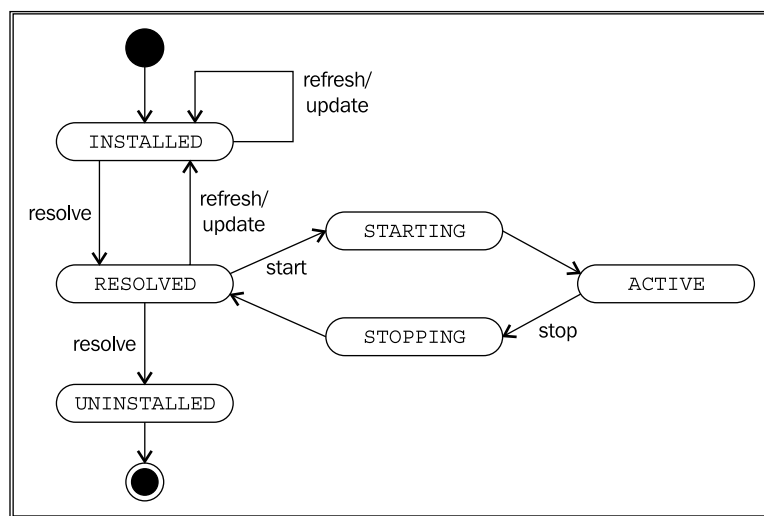 refresh/
update
INSTALLED
resolve
refresh/
update
STARTING
start
RESOLVED
ACTIVE
STOPPING
stop
resolve
UNINSTALLED